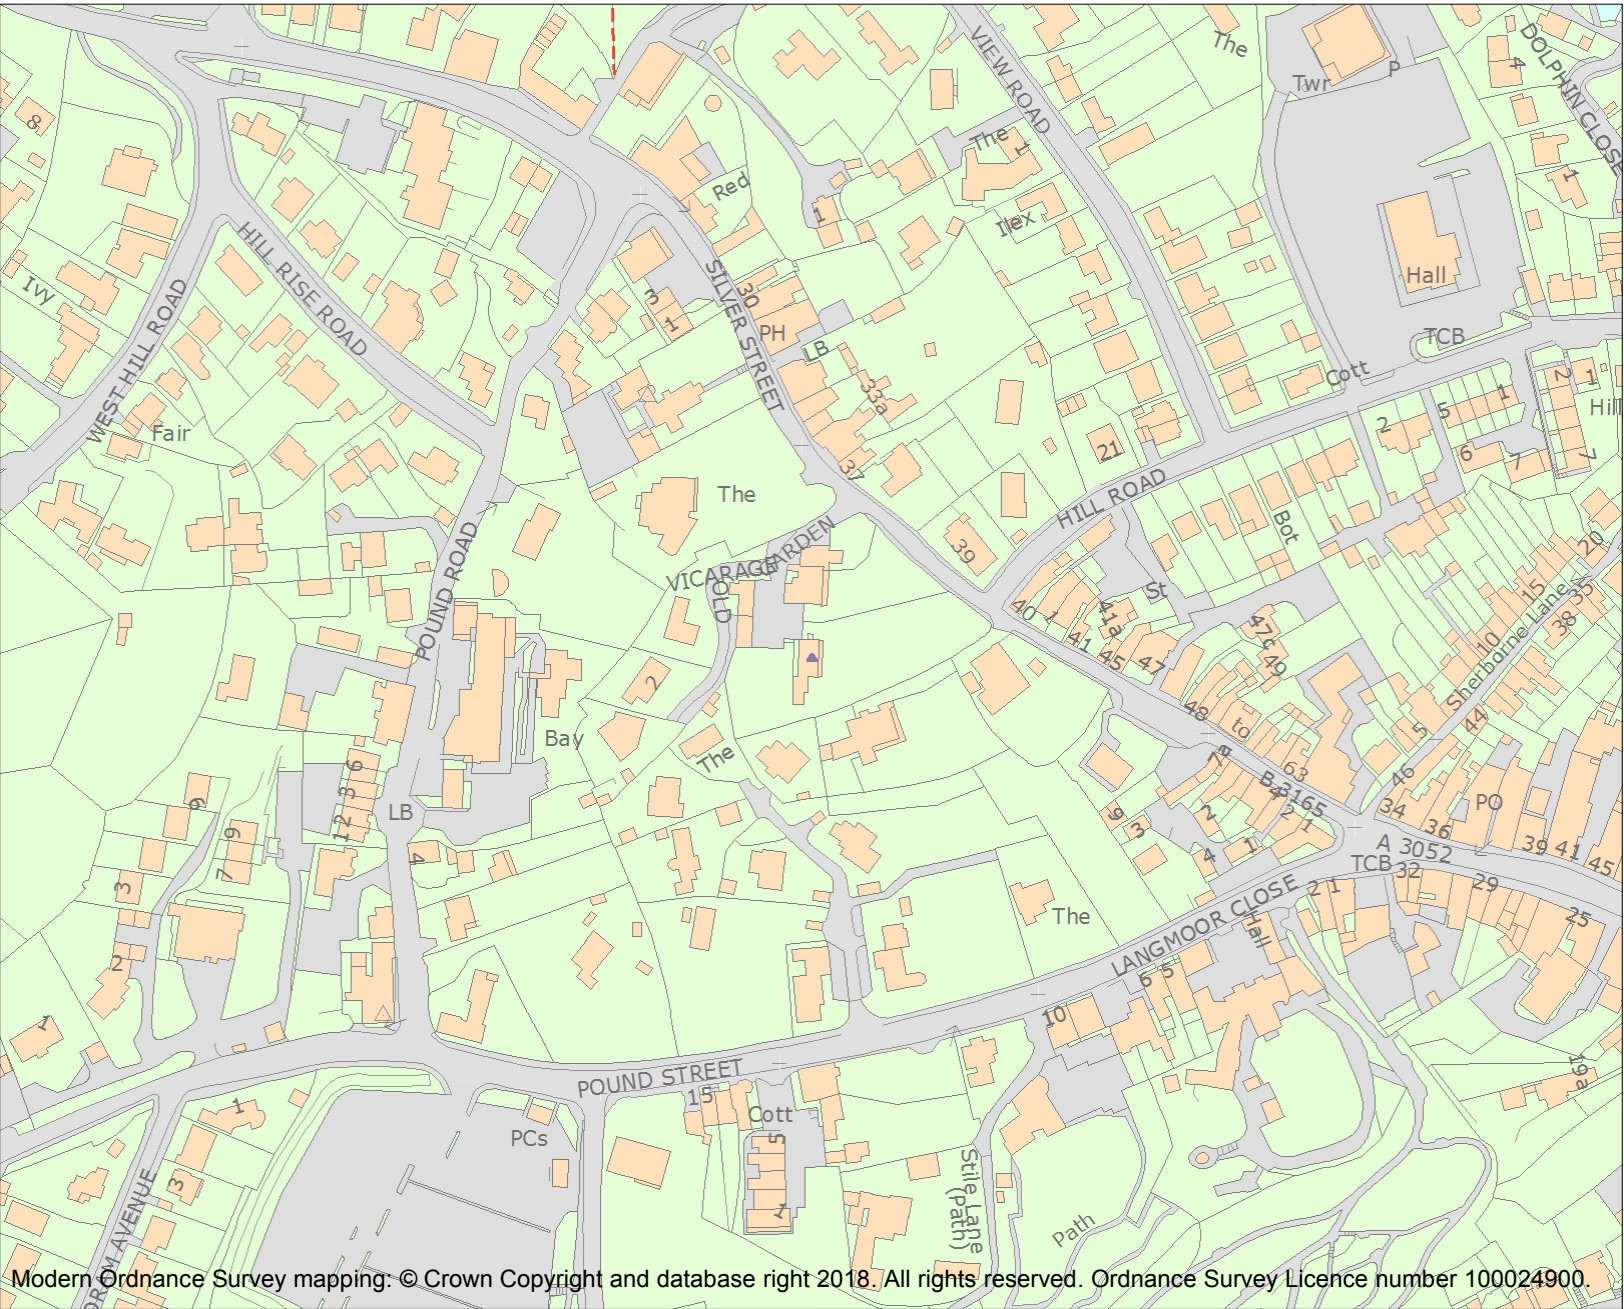 VIEW ROAD
The
DOLPHIN CLOSE
4
P
Twr
8
The 1
1
Red
1
Ilex
HILL RISE ROAD
Hall
Ivy
WEST HILL ROAD
SILVER STREET
30
3
1
PH
LB
TCB
Cott
33a
2
5
1
2
1
Hill
Fair
21
6
7
7
37
The
HILL ROAD
Bot
39
VICARAGE
GARDEN
OLD
POUND ROAD
St
20
15
35
38
10
Sherborne Lane
40
1
41
41a
45
47
47c
49
2
48
to
5
44
Bay
The
7a
63
46
6
3
12
LB
9
9
7
3
4
B 3165
4
2
1
34
36
PO
9
3
2
4
1
A 3052
TCB
32
39
41
45
29
25
2
1
LANGMOOR CLOSE
The
Hall
2
6
5
10
1
19a
POUND STREET
15
Cott
5
1
PCs
1
3
Stile Lane
(Path)
Path
ORAM AVENUE
Modern Ordnance Survey mapping: © Crown Copyright and database right 2018. All rights reserved. Ordnance Survey Licence number 100024900.